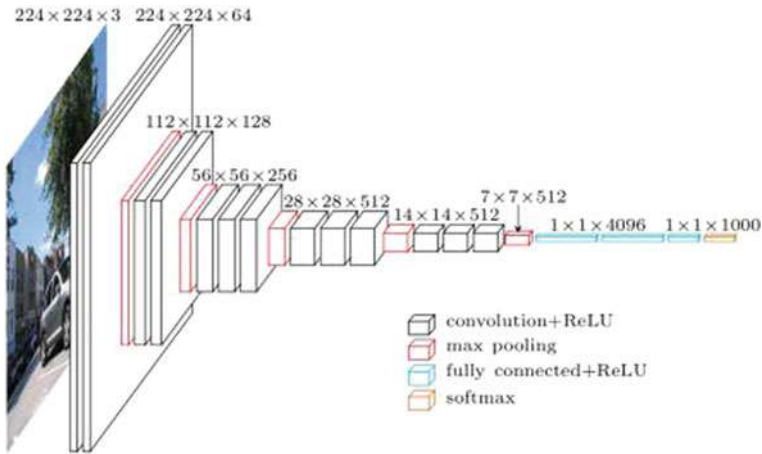 224×224×3
224×224×64
112×112×128
56×56×256
28×28×512
14×14×512
7×7×512
1×1×4096
1×1×1000
convolution+ReLU
max pooling
fully connected+ReLU
softmax